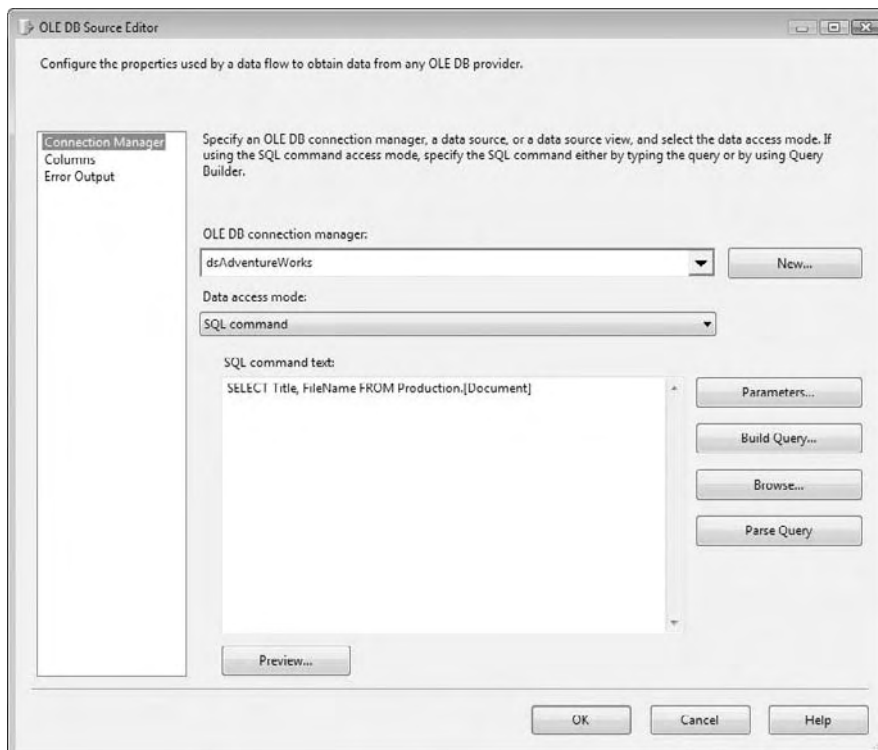 OLE DB Source Editor
Configure the properties used by a data flow to obtain data from any OLE DB provider.
Connection Manager
Columns
Error Output
Specify an OLE DB connection manager, a data source, or a data source view, and select the data access mode. If
using the SQL command access mode, specify the SQL command either by typing the query or by using Query
Builder.
OLE DB connection manager:
dsAdventureWorks
New...
Data access mode:
SQL command
SQL command text:
SELECT Title, FileName FROM Production.[Document]
Parameters...
Build Query...
Browse...
Parse Query
Preview...
OK
Cancel
Help